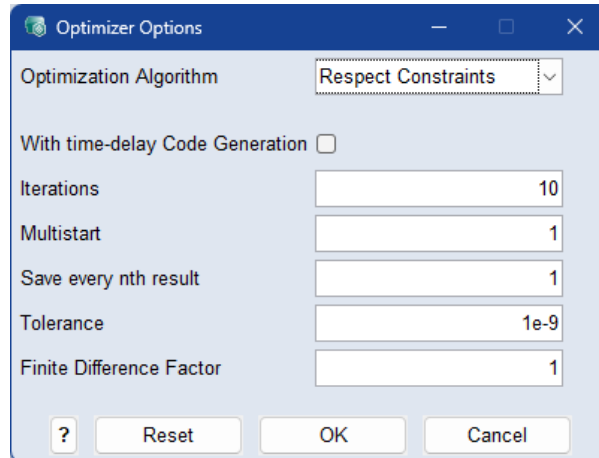 Optimizer Options
Optimization Algorithm Respect Constraints
With time-delay Code Generation
Iterations 10
Multistart 1
Save every nth result 1
Tolerance 1e-9
Finite Difference Factor 1
? Reset OK Cancel